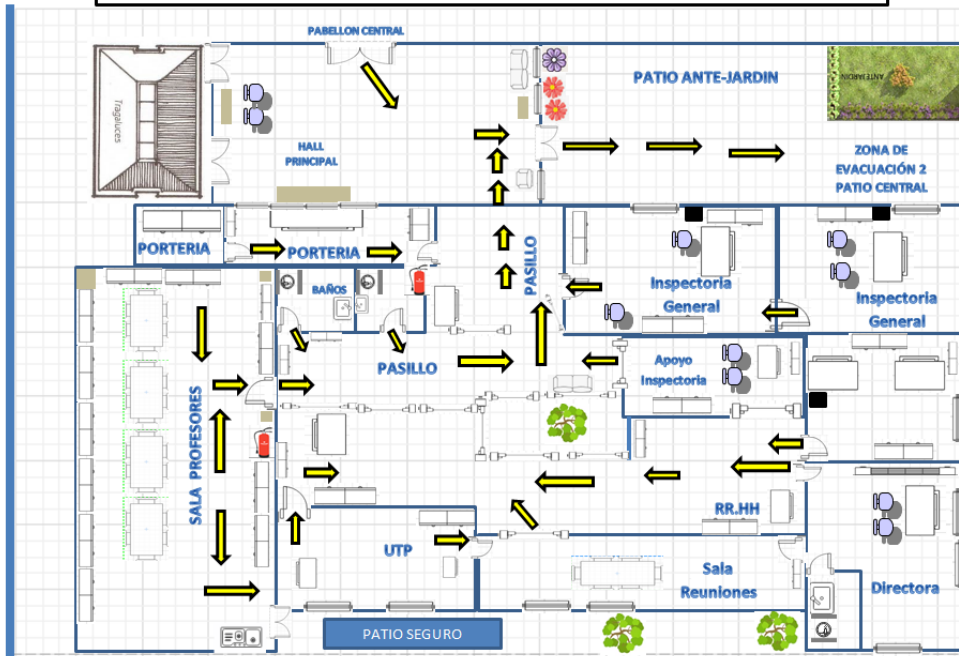 PABELLON CENTRAL
PATIO ANTE-JARDIN
ANTEJARDIN
Tragaluces
HALL
PRINCIPAL
ZONA DE
EVACUACIÓN 2
PATIO CENTRAL
PORTERIA
PORTERIA
PASILLO
Inspectoria
General
Inspectoria
General
BAÑOS
PASILLO
Apoyo
Inspectoria
SALA PROFESORES
RR.HH
UTP
Sala
Reuniones
Directora
PATIO SEGURO